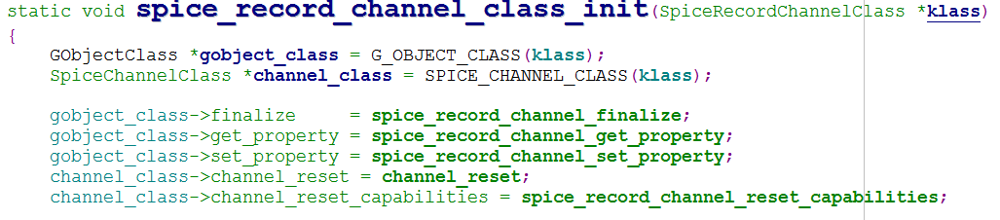 static void spice_record_channel_class_init(SpiceRecordChannelClass *klass)
{
    GObjectClass *gobject_class = G_OBJECT_CLASS(klass);
    SpiceChannelClass *channel_class = SPICE_CHANNEL_CLASS(klass);

    gobject_class->finalize     = spice_record_channel_finalize;
    gobject_class->get_property = spice_record_channel_get_property;
    gobject_class->set_property = spice_record_channel_set_property;
    channel_class->channel_reset = channel_reset;
    channel_class->channel_reset_capabilities = spice_record_channel_reset_capabilities;